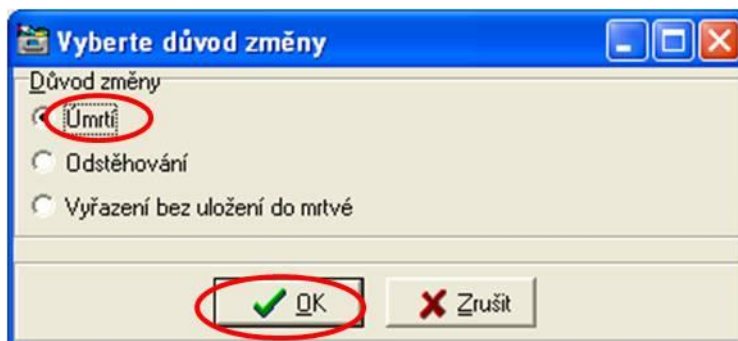 Vyberte důvod změny
Důvod změny
Úmrtí
Odstěhování
Vyřazení bez uložení do mrtvé
OK
Zrušit